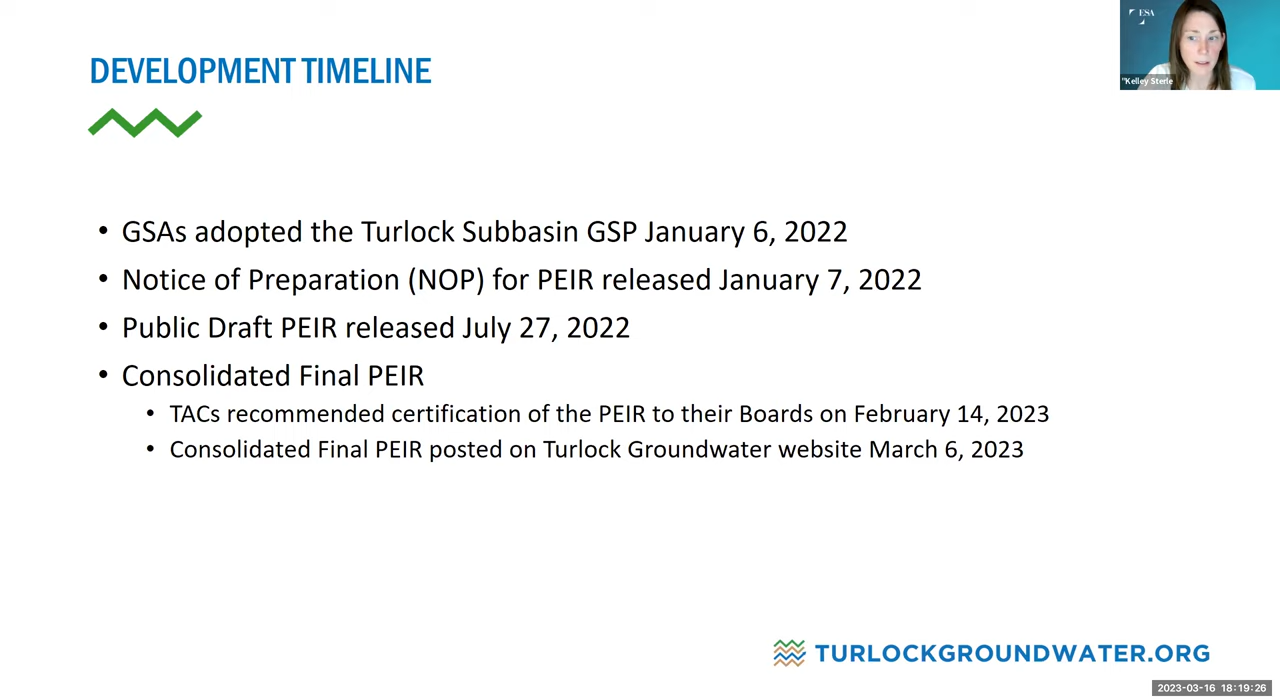 ESA
"Kelley Sterle
DEVELOPMENT TIMELINE
• GSAs adopted the Turlock Subbasin GSP January 6, 2022
• Notice of Preparation (NOP) for PEIR released January 7, 2022
• Public Draft PEIR released July 27, 2022
• Consolidated Final PEIR
• TACs recommended certification of the PEIR to their Boards on February 14, 2023
• Consolidated Final PEIR posted on Turlock Groundwater website March 6, 2023
TURLOCKGROUNDWATER.ORG
2023-03-16 18:19:26